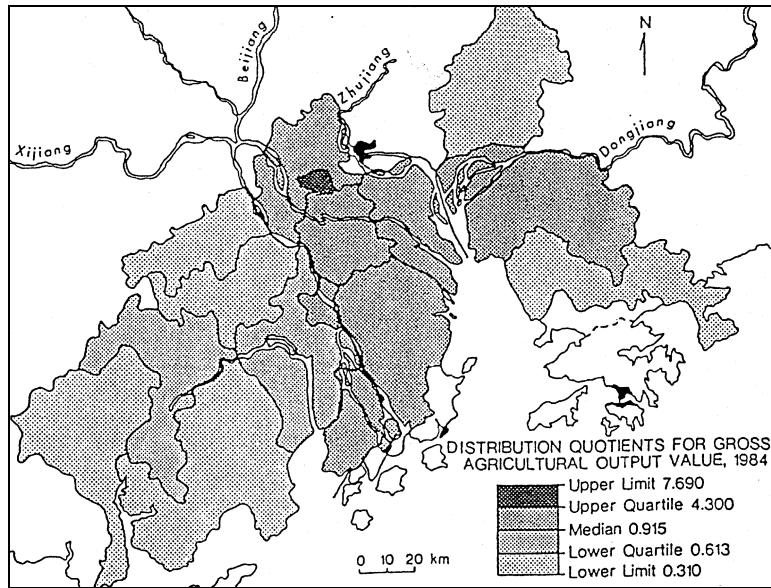 N
Beijiang
Zhujiang
Xijiang
Dongjiang
DISTRIBUTION QUOTIENTS FOR GROSS
AGRICULTURAL OUTPUT VALUE, 1984
Upper Limit 7.690
Upper Quartile 4.300
Median 0.915
Lower Quartile 0.613
Lower Limit 0.310
0 10 20 km